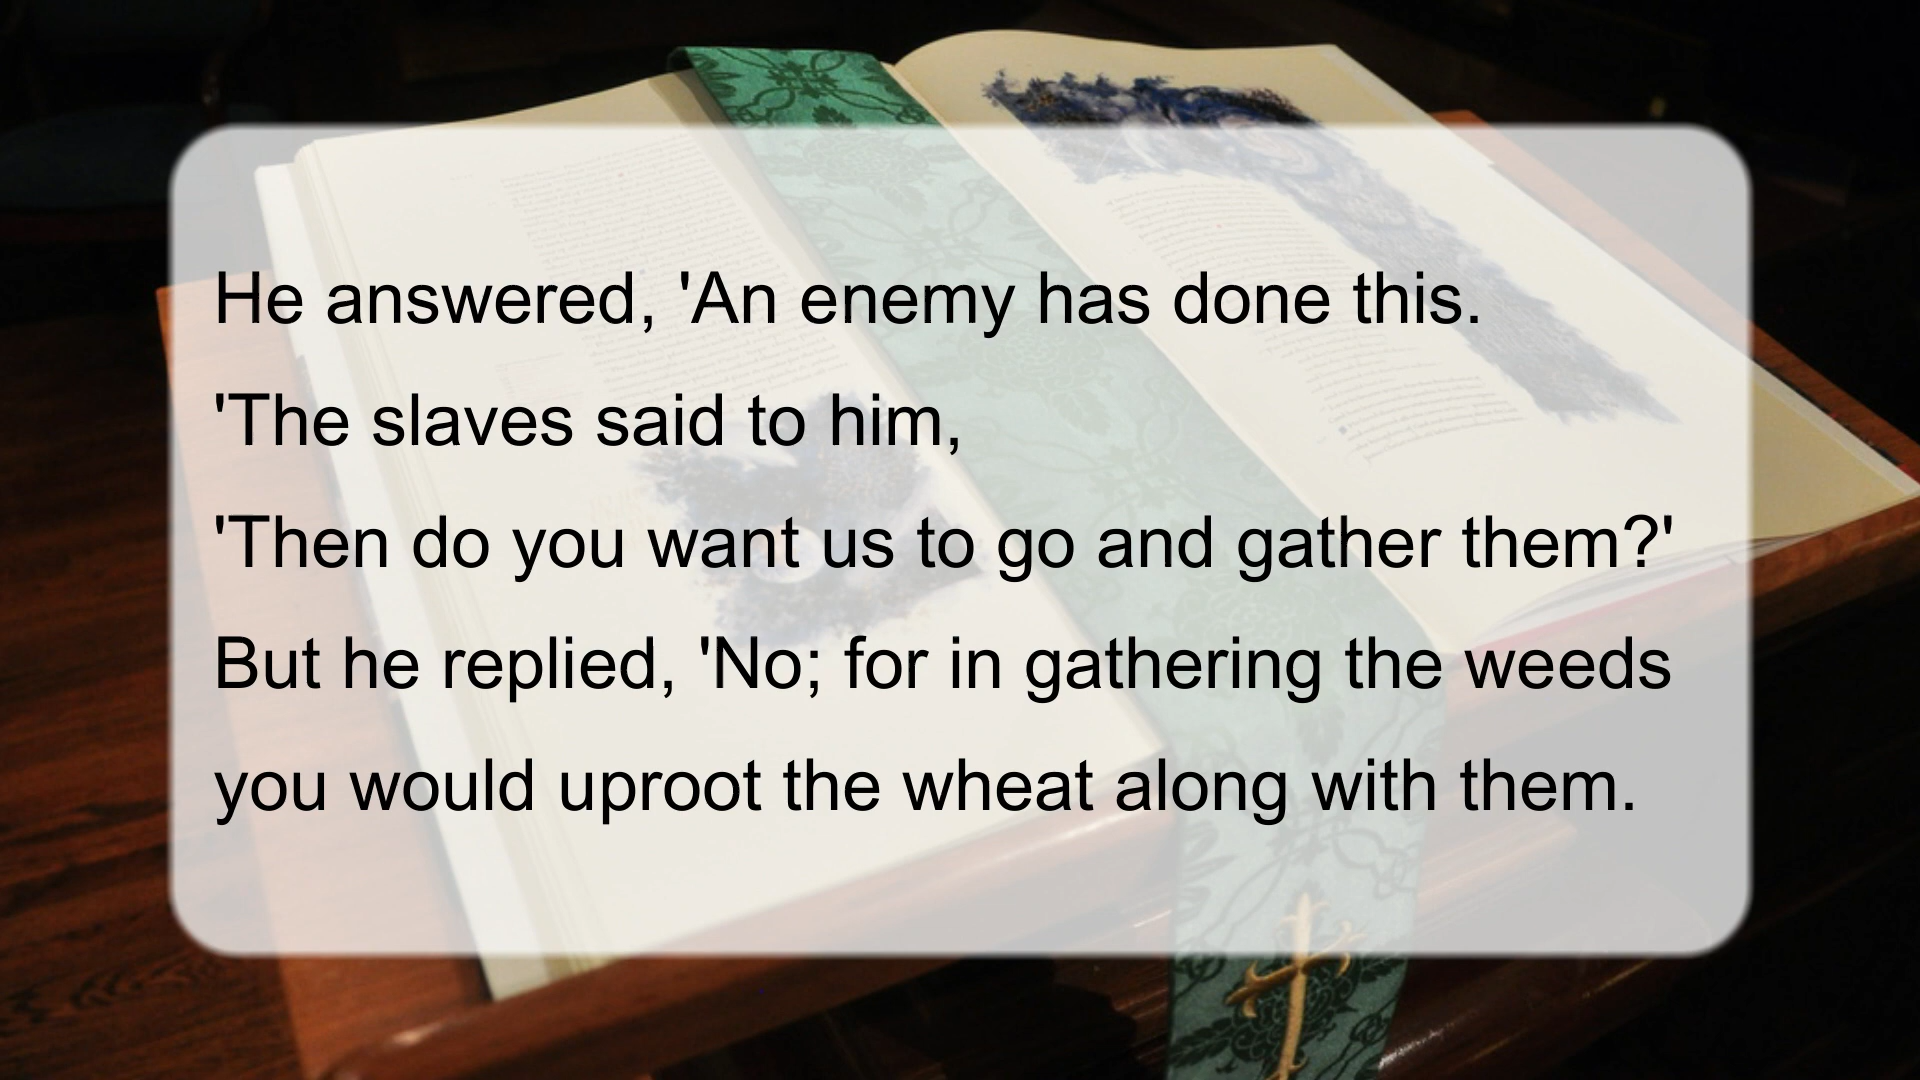 He answered, 'An enemy has done this.
'The slaves said to him,
'Then do you want us to go and gather them?'
But he replied, 'No; for in gathering the weeds
you would uproot the wheat along with them.